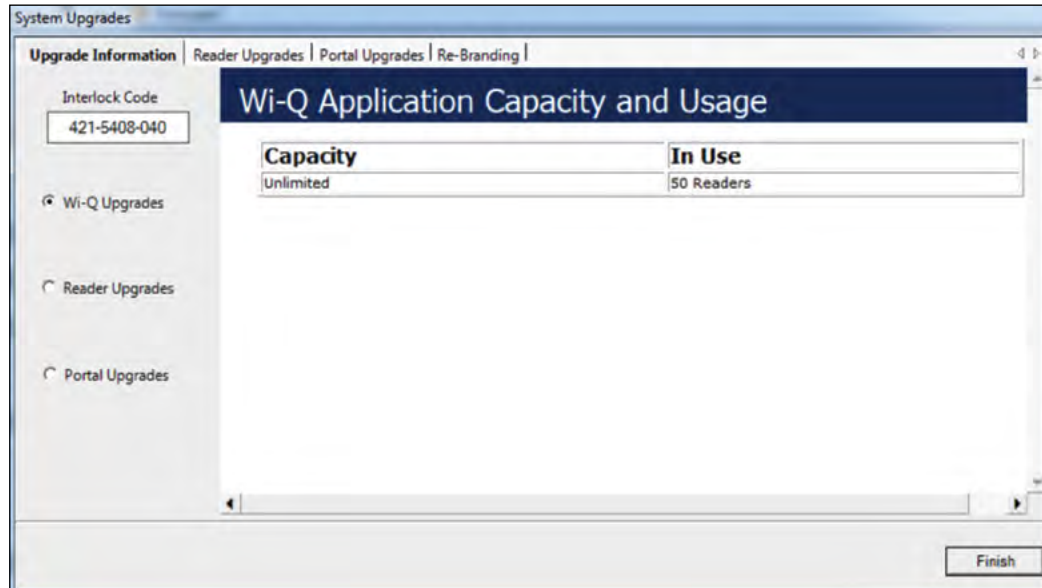 System Upgrades
Upgrade Information Reader Upgrades Portal Upgrades Re-Branding
Interlock Code
421-5408-040
Wi-Q Upgrades
Reader Upgrades
Portal Upgrades
Wi-Q Application Capacity and Usage
Capacity In Use
Unlimited 50 Readers
Finish